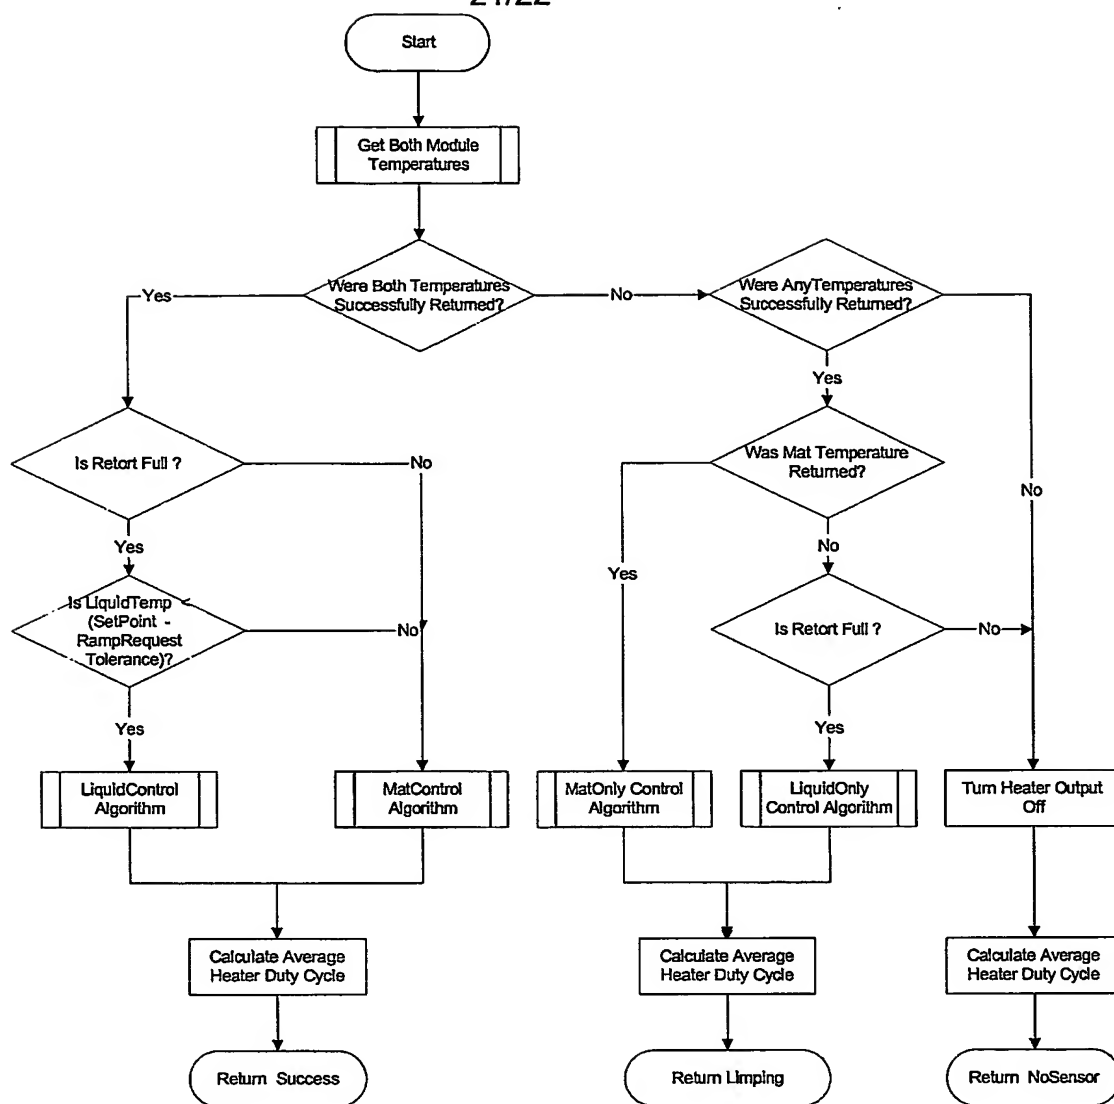 21/22
Start
Get Both Module
Temperatures
Were Both Temperatures
Successfully Returned?
Were AnyTemperatures
Successfully Returned?
Yes
No
Yes
Is Retort Full ?
No
Was Mat Temperature
Returned?
No
Yes
No
Yes
Is LiquidTemp <
(SetPoint -
RampRequest
Tolerance)?
No
Is Retort Full ?
No
Yes
Yes
LiquidControl
Algorithm
MatControl
Algorithm
MatOnly Control
Algorithm
LiquidOnly
Control Algorithm
Turn Heater Output
Off
Calculate Average
Heater Duty Cycle
Calculate Average
Heater Duty Cycle
Calculate Average
Heater Duty Cycle
Return Success
Return Limping
Return NoSensor